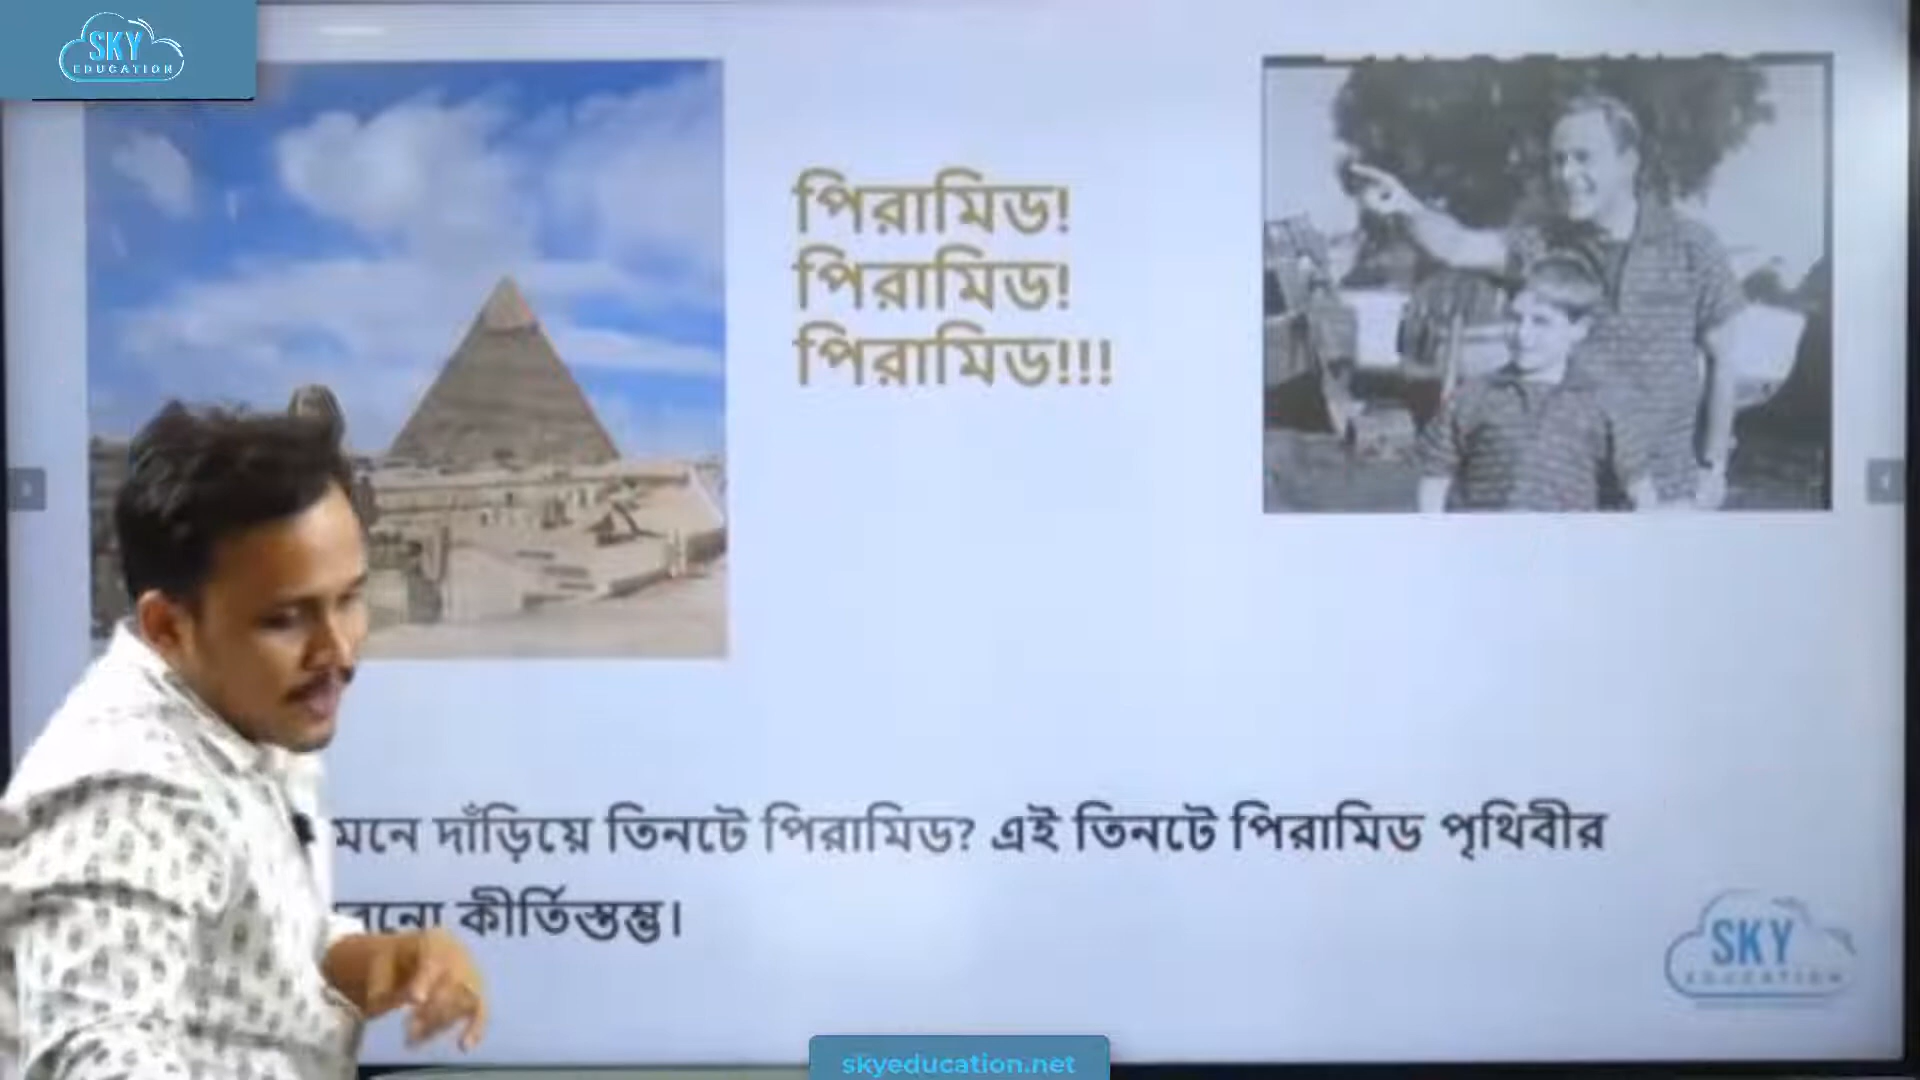 SKY
EDUCATION
পিরামিড!
পিরামিড!
পিরামিড!!!
মনে দাঁড়িয়ে তিনটে পিরামিড? এই তিনটে পিরামিড পৃথিবীর
কীর্তিস্তম্ভ।
SKY
EDUCATION
skyeducation.net